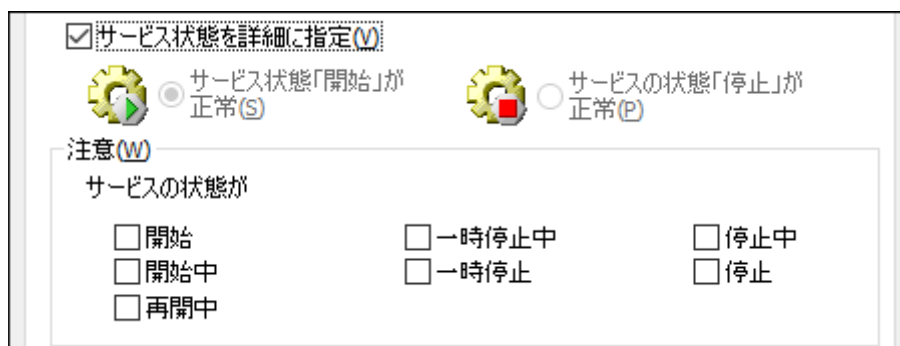 サービス状態を詳細に指定(V)
サービス状態「開始」が サービスの状態「停止」が
正常(S) 正常(P)
注意(W)
サービスの状態が
開始 一時停止中 停止中
開始中 一時停止 停止
再開中